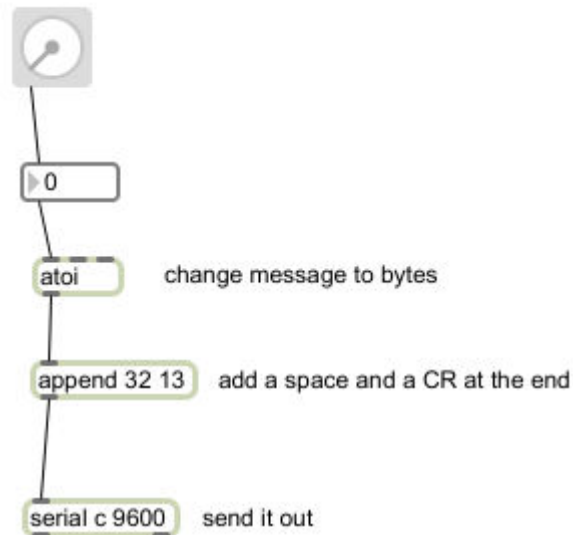 0
atoi
change message to bytes
append 32 13
add a space and a CR at the end
serial c 9600
send it out